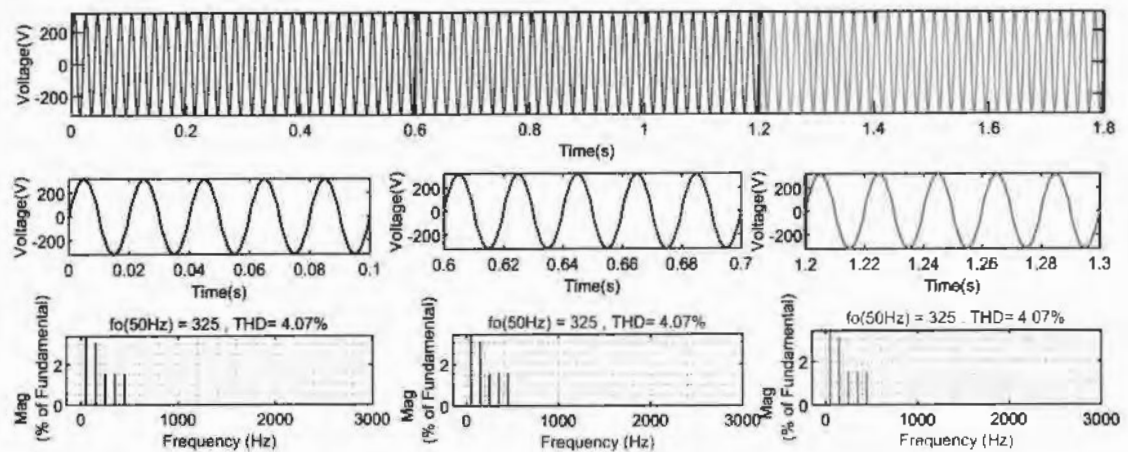 Voltage(V)
200
0
-200
0 0.2 0.4 0.6 0.8 1 1.2 1.4 1.6 1.8
Time(s)
Voltage(V)
200
0
-200
0 0.02 0.04 0.06 0.08 0.1
Time(s)
Voltage(V)
200
0
-200
0.6 0.62 0.64 0.66 0.68 0.7
Time(s)
Voltage(V)
200
0
-200
1.2 1.22 1.24 1.26 1.28 1.3
Time(s)
fo(50Hz) = 325 , THD= 4.07%
Mag
(% of Fundamental)
2
0
0 1000 2000 3000
Frequency (Hz)
fo(50Hz) = 325 , THD= 4.07%
Mag
(% of Fundamental)
2
0
0 1000 2000 3000
Frequency (Hz)
fo(50Hz) = 325 . THD= 4.07%
Mag
(% of Fundamental)
2
0
0 1000 2000 3000
Frequency (Hz)